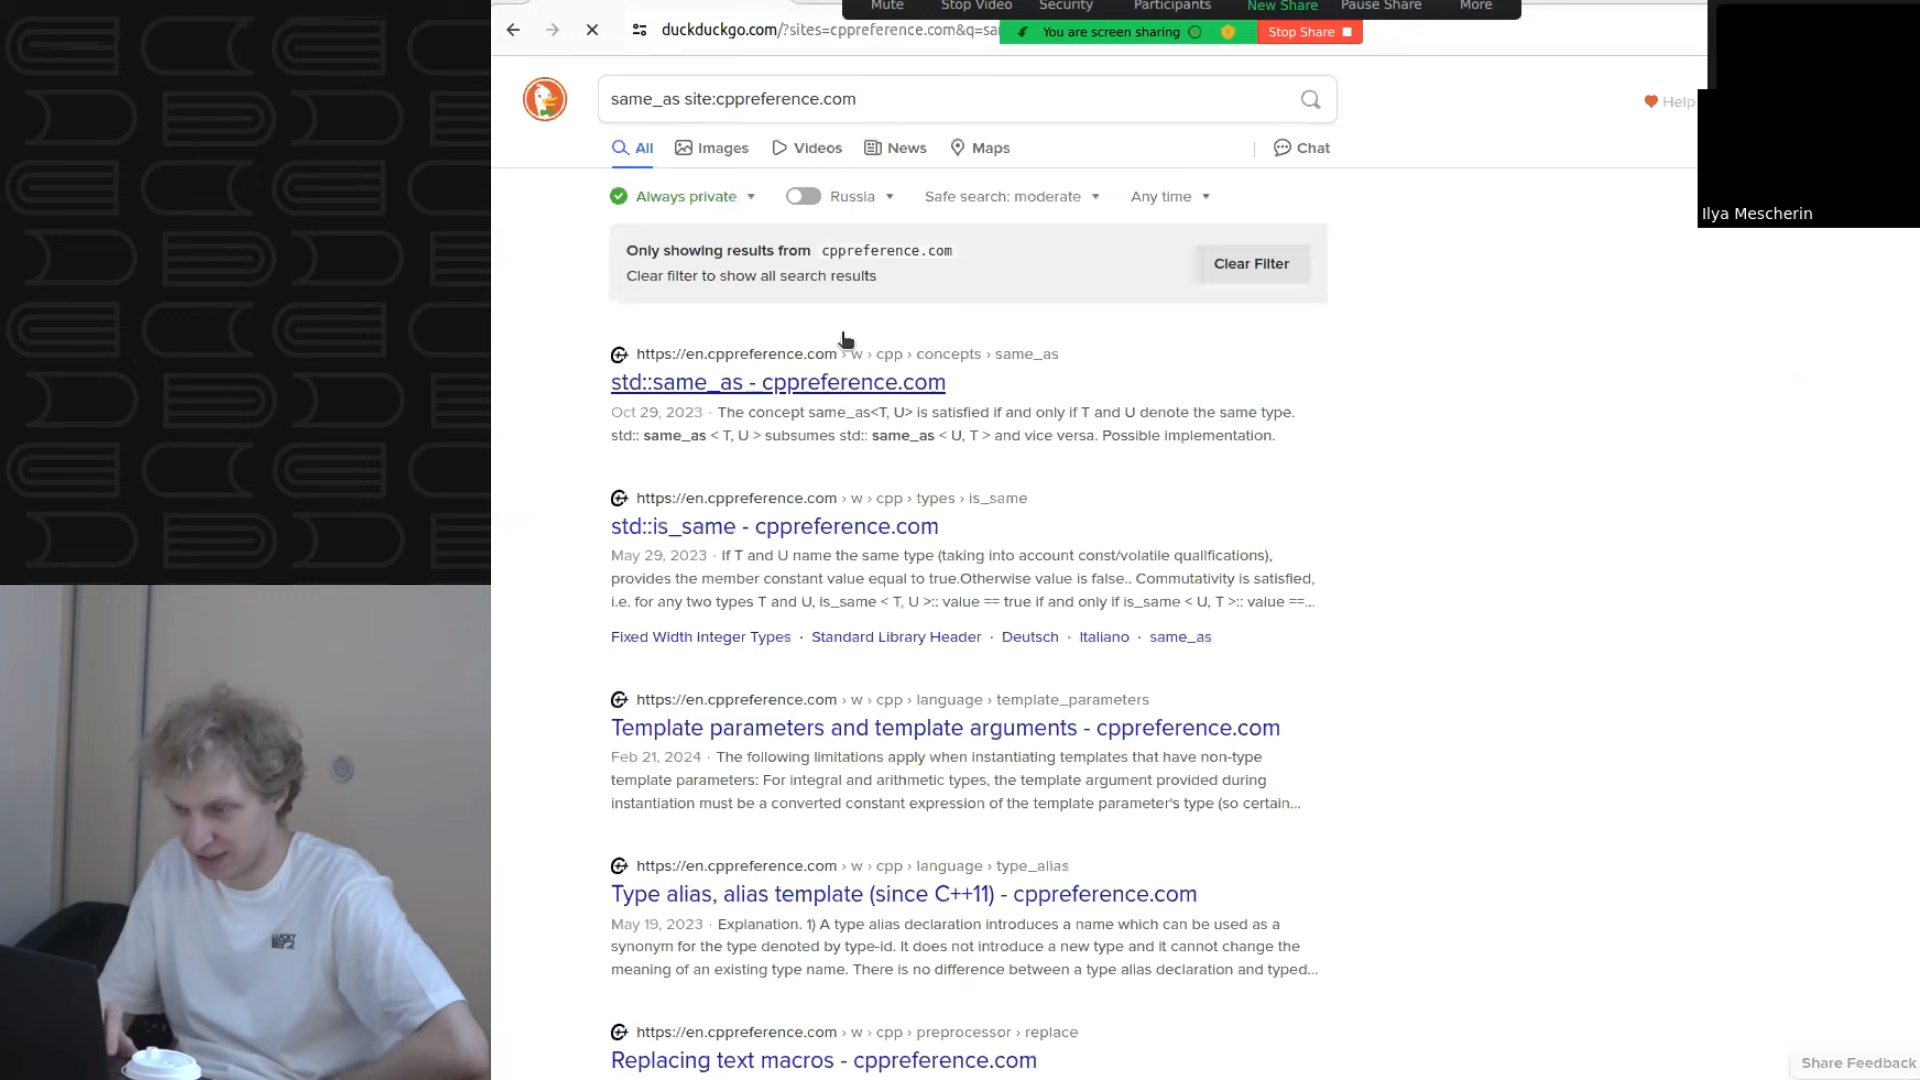 Mute Stop Video Security Participants New Share Pause Share More
duckduckgo.com/?sites=cppreference.com&q=sa
You are screen sharing Stop Share
same_as site:cppreference.com
Help
All Images Videos News Maps Chat
Always private Russia Safe search: moderate Any time
Ilya Mescherin
Only showing results from cppreference.com
Clear filter to show all search results
Clear Filter
https://en.cppreference.com › w › cpp › concepts › same_as
std::same_as - cppreference.com
Oct 29, 2023 · The concept same_as<T, U> is satisfied if and only if T and U denote the same type.
std:: same_as < T, U > subsumes std:: same_as < U, T > and vice versa. Possible implementation.
https://en.cppreference.com › w › cpp › types › is_same
std::is_same - cppreference.com
May 29, 2023 · If T and U name the same type (taking into account const/volatile qualifications),
provides the member constant value equal to true.Otherwise value is false.. Commutativity is satisfied,
i.e. for any two types T and U, is_same < T, U >:: value == true if and only if is_same < U, T >:: value ==...
Fixed Width Integer Types · Standard Library Header · Deutsch · Italiano · same_as
https://en.cppreference.com › w › cpp › language › template_parameters
Template parameters and template arguments - cppreference.com
Feb 21, 2024 · The following limitations apply when instantiating templates that have non-type
template parameters: For integral and arithmetic types, the template argument provided during
instantiation must be a converted constant expression of the template parameter's type (so certain...
https://en.cppreference.com › w › cpp › language › type_alias
Type alias, alias template (since C++11) - cppreference.com
May 19, 2023 · Explanation. 1) A type alias declaration introduces a name which can be used as a
synonym for the type denoted by type-id. It does not introduce a new type and it cannot change the
meaning of an existing type name. There is no difference between a type alias declaration and typed...
https://en.cppreference.com › w › cpp › preprocessor › replace
Replacing text macros - cppreference.com
Share Feedback